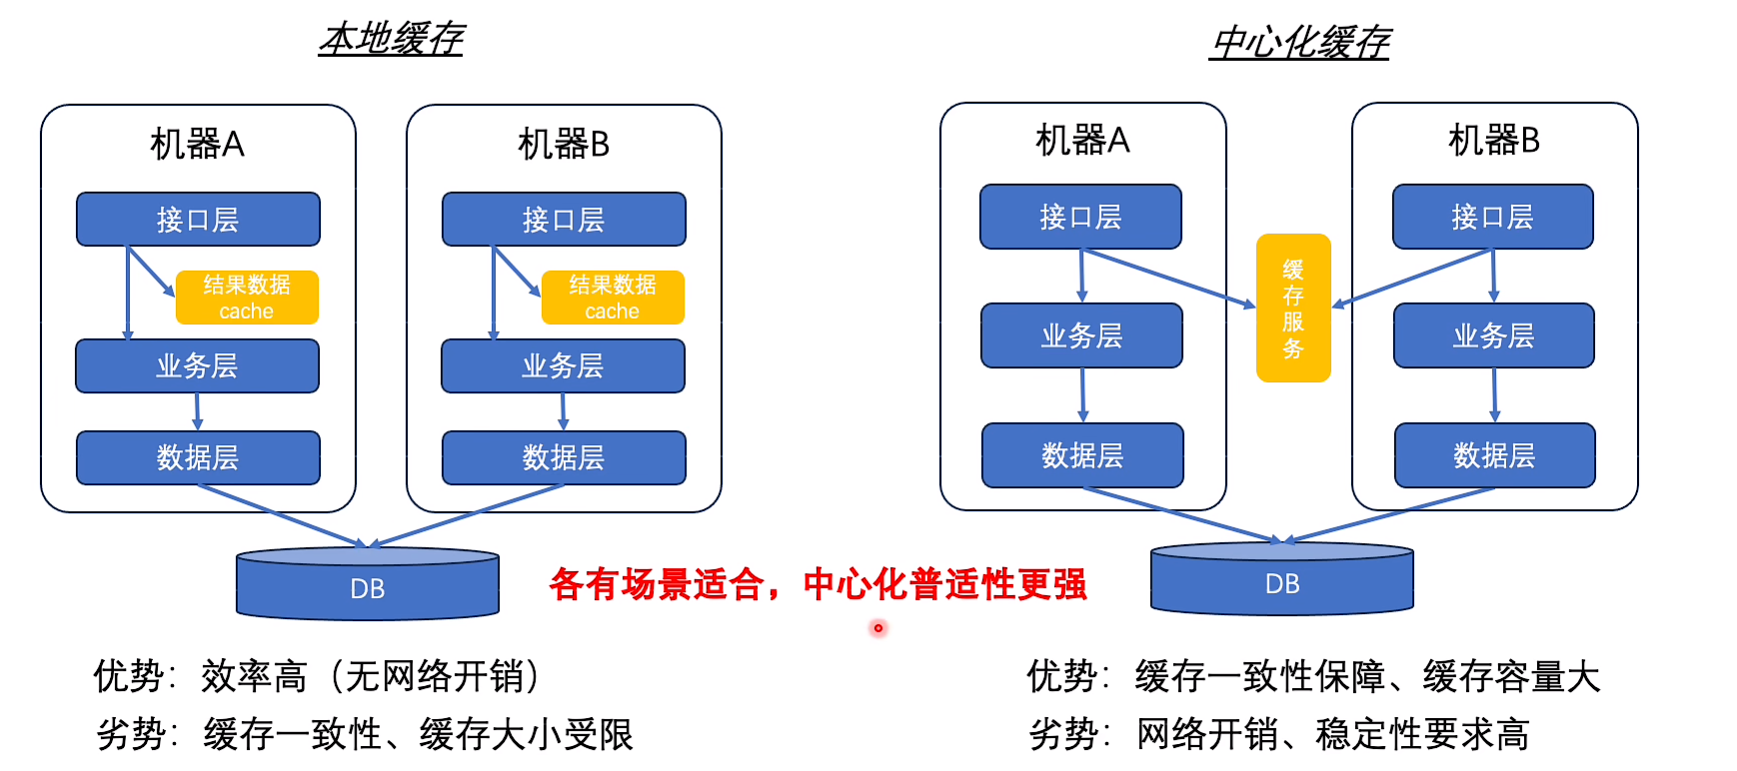 本地缓存
机器A
接口层
结果数据
cache
业务层
数据层
机器B
接口层
结果数据
cache
业务层
数据层
DB
优势：效率高（无网络开销）
劣势：缓存一致性、缓存大小受限
各有场景适合，中心化普适性更强
中心化缓存
机器A
接口层
业务层
数据层
缓
存
服
务
机器B
接口层
业务层
数据层
DB
优势：缓存一致性保障、缓存容量大
劣势：网络开销、稳定性要求高